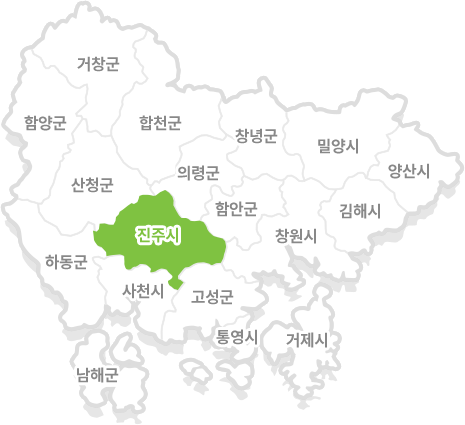 거창군
함양군
합천군
창녕군
밀양시
양산시
산청군
의령군
함안군
김해시
진주시
창원시
하동군
사천시
고성군
통영시
거제시
남해군